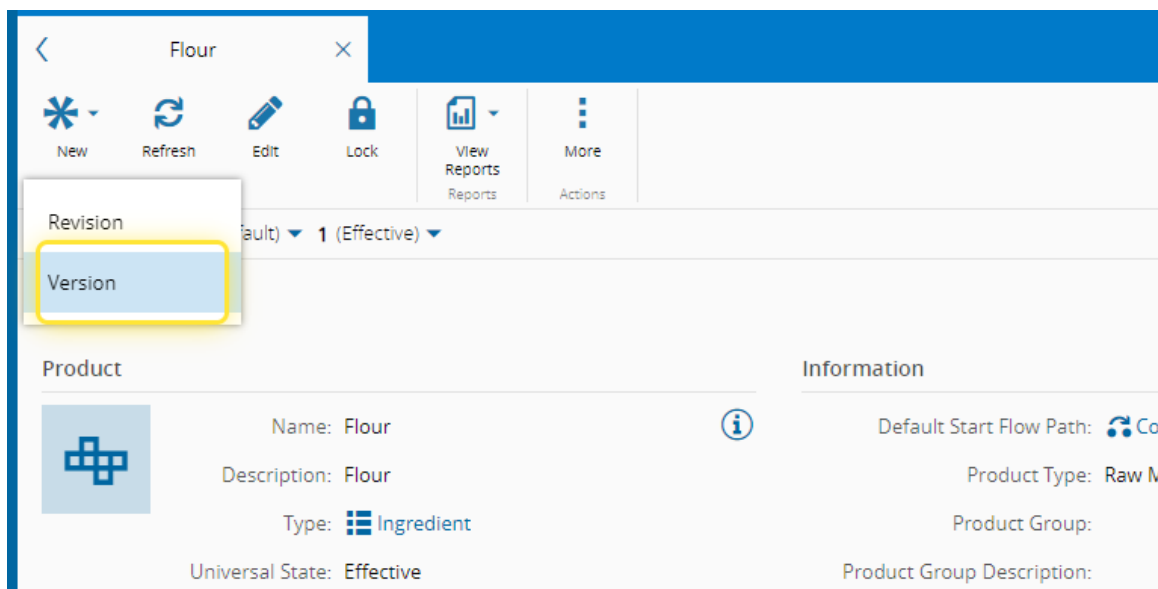 Flour
New
Refresh
Edit
Lock
View
Reports
More
Reports
Actions
Revision
Version
1 (Effective)
Product
Information
Name: Flour
Default Start Flow Path:
Description: Flour
Product Type: Raw
Type: Ingredient
Product Group:
Universal State: Effective
Product Group Description: